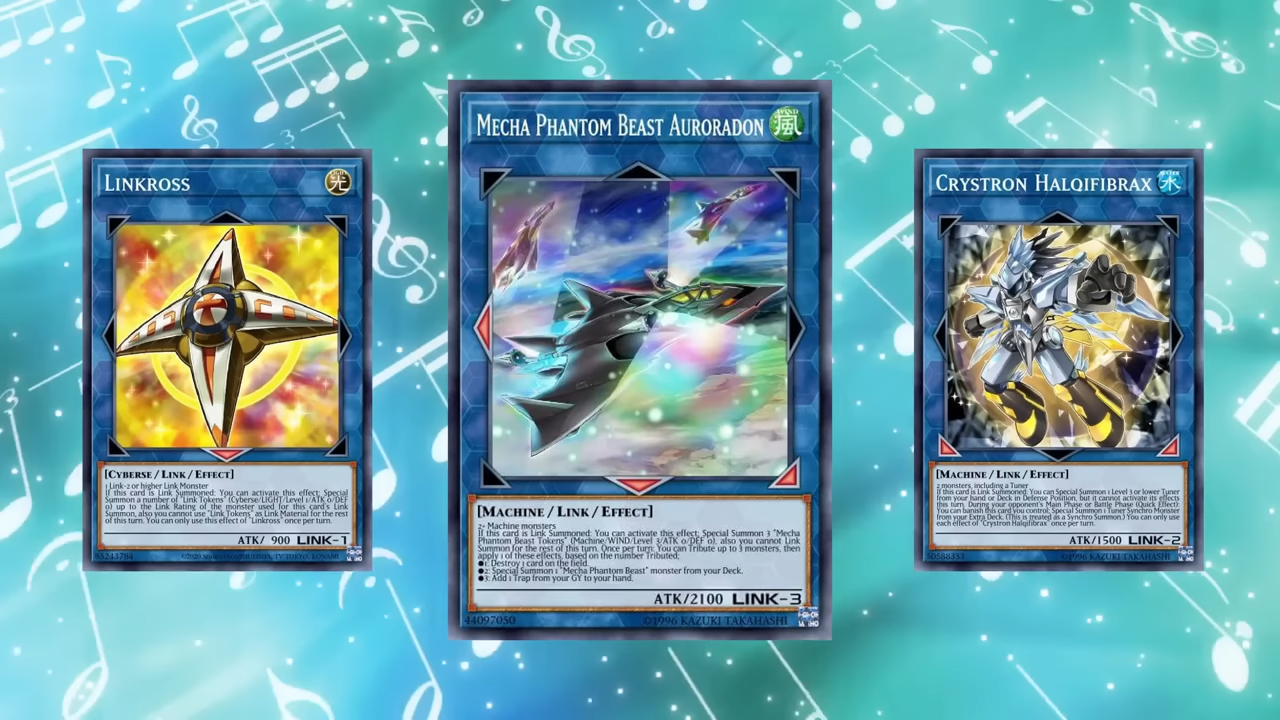 LINKROSS
光
[CYBERSE / LINK / EFFECT]
1 Link-2 or higher Link Monster
If this card is Link Summoned: You can activate this effect; Special
Summon a number of "Link Tokens" (Cyberse/LIGHT/Level 1/ATK 0/DEF
0) up to the Link Rating of the monster used for this card's Link
Summon, also you cannot use "Link Tokens" as Link Material for the rest
of this turn. You can only use this effect of "Linkross" once per turn.
ATK/ 900 LINK-1
MECHA PHANTOM BEAST AURORADON
WIND
風
[MACHINE / LINK / EFFECT]
2+ Machine monsters
If this card is Link Summoned: You can activate this effect; Special Summon 3 "Mecha
Phantom Beast Tokens" (Machine/WIND/Level 3/ATK 0/DEF 0), also you cannot Link
Summon for the rest of this turn. Once per turn: You can Tribute up to 3 monsters, then
apply 1 of these effects, based on the number Tributed.
●1: Destroy 1 card on the field.
●2: Special Summon 1 "Mecha Phantom Beast" monster from your Deck.
●3: Add 1 Trap from your GY to your hand.
ATK/2100 LINK-3
44097050
©1996 KAZUKI TAKAHASHI
CRYSTRON HALQIFIBRAX
水
[MACHINE / LINK / EFFECT]
2 monsters, including a Tuner
If this card is Link Summoned: You can Special Summon 1 Level 3 or lower Tuner
from your hand or Deck in Defense Position, but it cannot activate its effects
this turn. During your opponent's Main Phase or Battle Phase (Quick Effect):
You can banish this card you control; Special Summon 1 Tuner Synchro Monster
from your Extra Deck. (This is treated as a Synchro Summon.) You can only use
each effect of "Crystron Halqifibrax" once per turn.
ATK/1500 LINK-2
50588353
©1996 KAZUKI TAKAHASHI